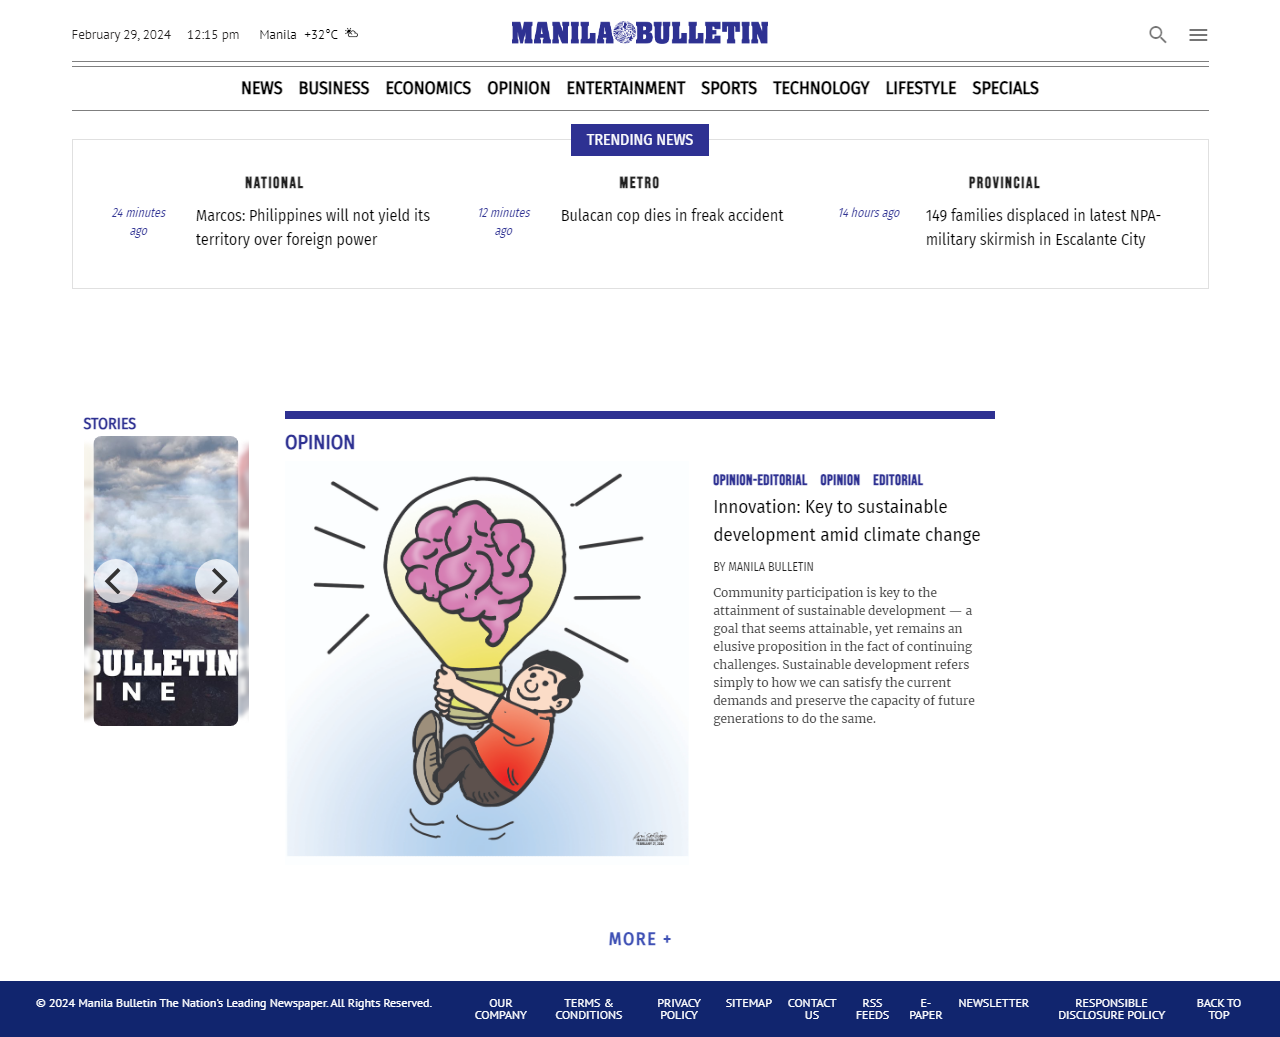 February 29, 2024 12:15 pm Manila +32°C
MANILA BULLETIN
NEWS BUSINESS ECONOMICS OPINION ENTERTAINMENT SPORTS TECHNOLOGY LIFESTYLE SPECIALS
TRENDING NEWS
NATIONAL
24 minutes
ago
Marcos: Philippines will not yield its
territory over foreign power
METRO
12 minutes
ago
Bulacan cop dies in freak accident
PROVINCIAL
14 hours ago
149 families displaced in latest NPA-
military skirmish in Escalante City
STORIES
BULLETIN
INE
OPINION
OPINION-EDITORIAL OPINION EDITORIAL
Innovation: Key to sustainable
development amid climate change
BY MANILA BULLETIN
Community participation is key to the
attainment of sustainable development — a
goal that seems attainable, yet remains an
elusive proposition in the fact of continuing
challenges. Sustainable development refers
simply to how we can satisfy the current
demands and preserve the capacity of future
generations to do the same.
MORE +
© 2024 Manila Bulletin The Nation's Leading Newspaper. All Rights Reserved.
OUR
COMPANY
TERMS &
CONDITIONS
PRIVACY
POLICY
SITEMAP
CONTACT
US
RSS
FEEDS
E-
PAPER
NEWSLETTER
RESPONSIBLE
DISCLOSURE POLICY
BACK TO
TOP